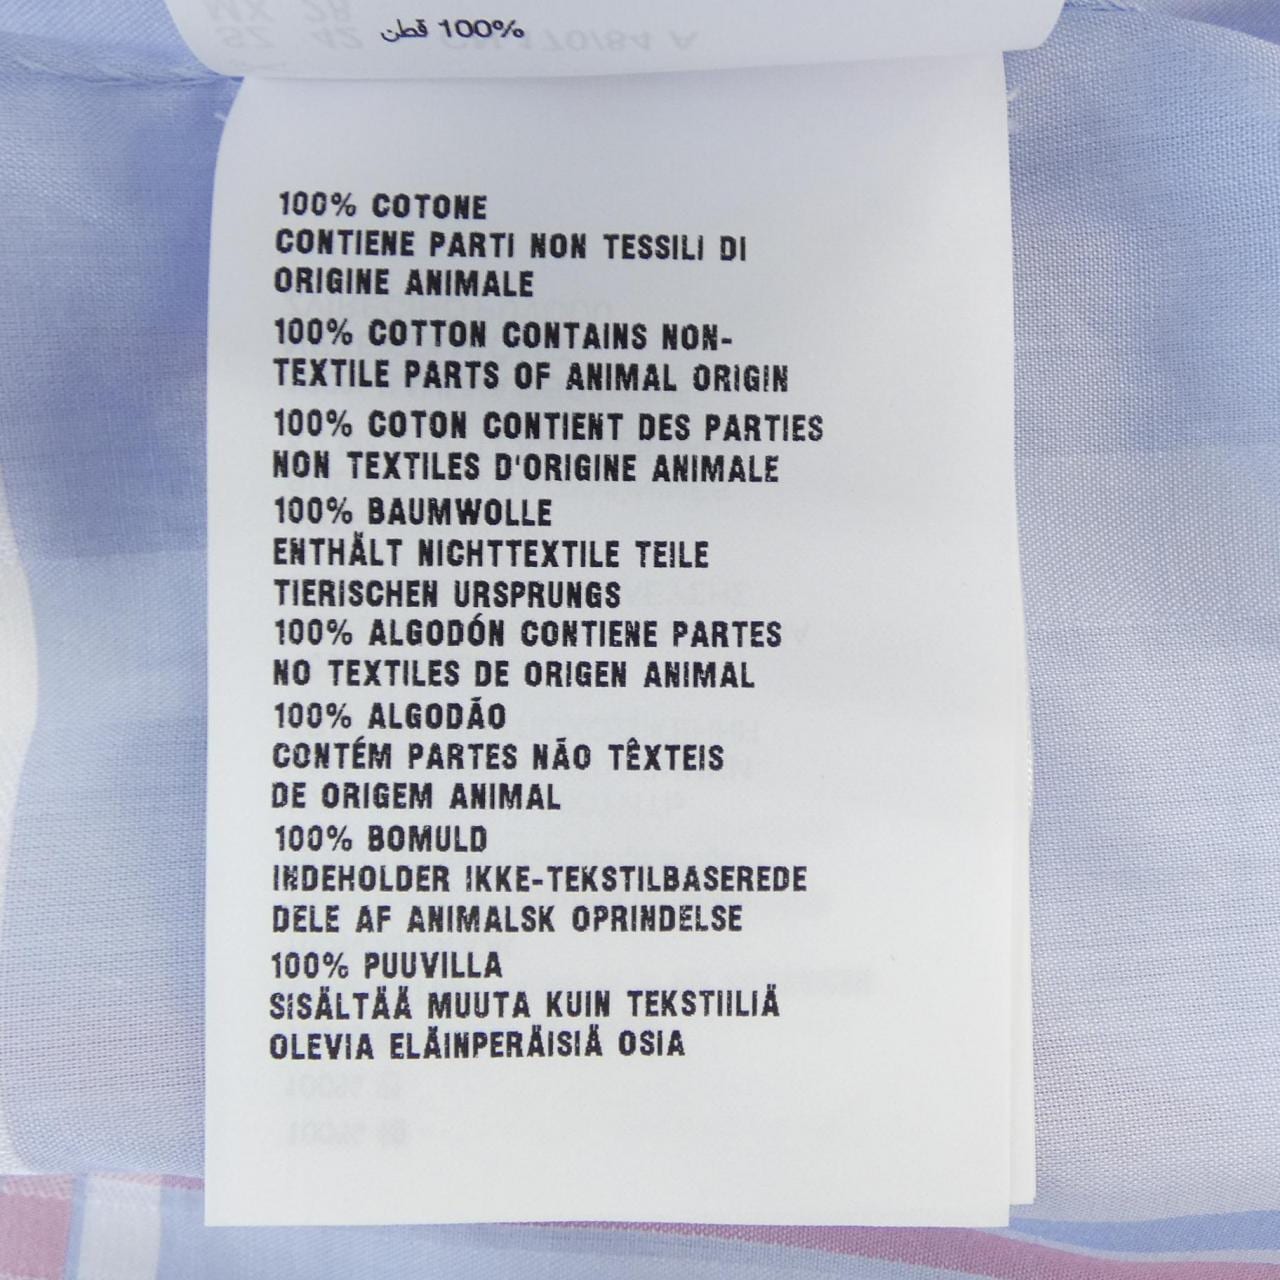 100% قطن
100% COTONE
CONTIENE PARTI NON TESSILI DI
ORIGINE ANIMALE
100% COTTON CONTAINS NON-
TEXTILE PARTS OF ANIMAL ORIGIN
100% COTON CONTIENT DES PARTIES
NON TEXTILES D'ORIGINE ANIMALE
100% BAUMWOLLE
ENTHÄLT NICHTTEXTILE TEILE
TIERISCHEN URSPRUNGS
100% ALGODÓN CONTIENE PARTES
NO TEXTILES DE ORIGEN ANIMAL
100% ALGODÃO
CONTÉM PARTES NÃO TÊXTEIS
DE ORIGEM ANIMAL
100% BOMULD
INDEHOLDER IKKE-TEKSTILBASEREDE
DELE AF ANIMALSK OPRINDELSE
100% PUUVILLA
SISÄLTÄÄ MUUTA KUIN TEKSTIILIÄ
OLEVIA ELÄINPERÄISIÄ OSIA